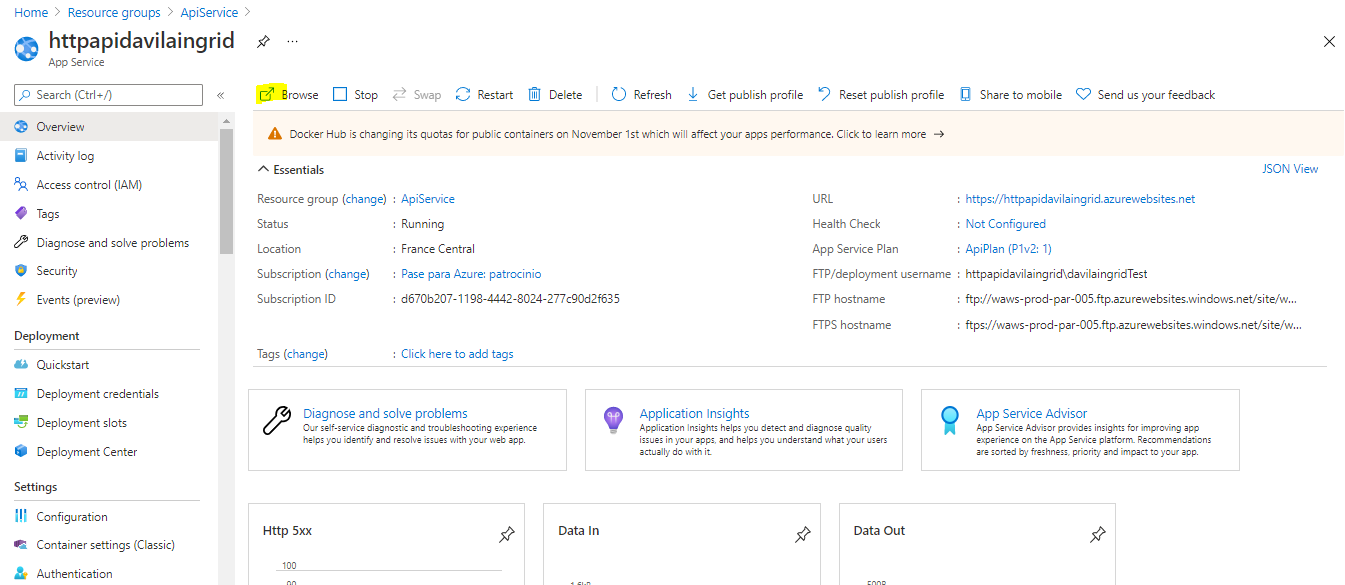 Home > Resource groups > ApiService >
httpapidavilaingrid
App Service
Search (Ctrl+/)
«
Browse
Stop
Swap
Restart
Delete
Refresh
Get publish profile
Reset publish profile
Share to mobile
Send us your feedback
Overview
Activity log
Access control (IAM)
Tags
Diagnose and solve problems
Security
Events (preview)
Deployment
Quickstart
Deployment credentials
Deployment slots
Deployment Center
Settings
Configuration
Container settings (Classic)
Authentication
Docker Hub is changing its quotas for public containers on November 1st which will affect your apps performance. Click to learn more →
Essentials
JSON View
Resource group (change) : ApiService
Status : Running
Location : France Central
Subscription (change) : Pase para Azure: patrocinio
Subscription ID : d670b207-1198-4442-8024-277c90d2f635
URL : https://httpapidavilaingrid.azurewebsites.net
Health Check : Not Configured
App Service Plan : ApiPlan (P1v2: 1)
FTP/deployment username : httpapidavilaingrid\davilaingridTest
FTP hostname : ftp://waws-prod-par-005.ftp.azurewebsites.windows.net/site/w...
FTPS hostname : ftps://waws-prod-par-005.ftp.azurewebsites.windows.net/site/w...
Tags (change) : Click here to add tags
Diagnose and solve problems
Our self-service diagnostic and troubleshooting experience
helps you identify and resolve issues with your web app.
Application Insights
Application Insights helps you detect and diagnose quality
issues in your apps, and helps you understand what your users
actually do with it.
App Service Advisor
App Service Advisor provides insights for improving app
experience on the App Service platform. Recommendations
are sorted by freshness, priority and impact to your app.
Http 5xx
100
90
Data In
Data Out